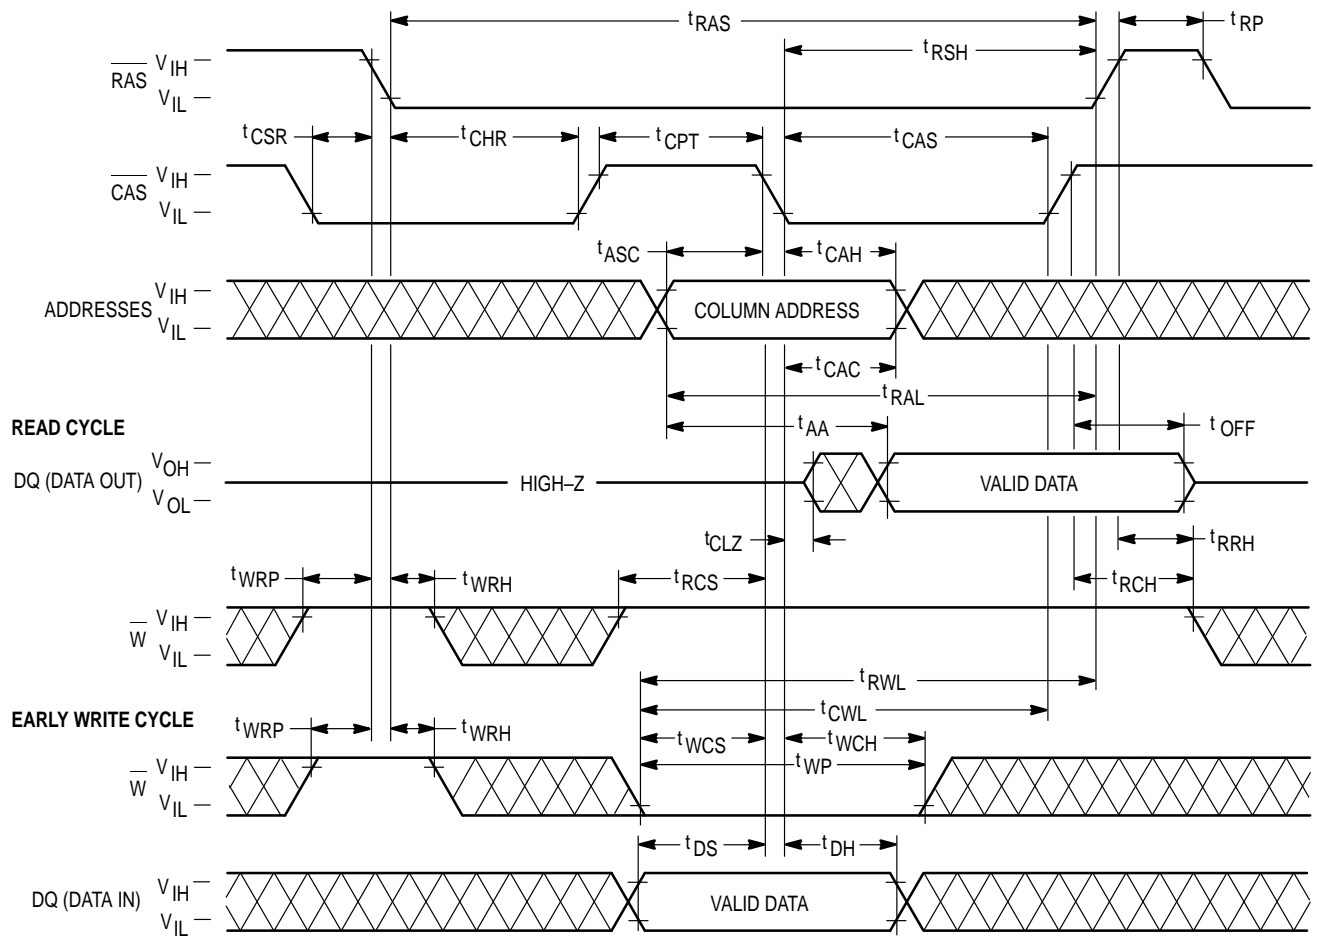 tRAS
tRP
tRSH
RAS
VIH
VIL
tCSR
tCHR
tCPT
tCAS
CAS
VIH
VIL
tASC
tCAH
ADDRESSES
VIH
VIL
COLUMN ADDRESS
tCAC
tRAL
READ CYCLE
tAA
tOFF
DQ (DATA OUT)
VOH
VOL
HIGH–Z
VALID DATA
tCLZ
tRRH
tWRP
tWRH
tRCS
tRCH
W
VIH
VIL
tRWL
EARLY WRITE CYCLE
tCWL
tWRP
tWRH
tWCS
tWCH
tWP
W
VIH
VIL
tDS
tDH
DQ (DATA IN)
VIH
VIL
VALID DATA